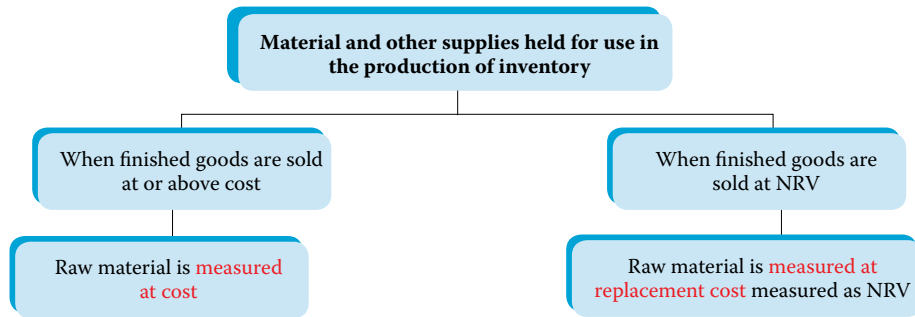 Material and other supplies held for use in
the production of inventory
When finished goods are sold
at or above cost
When finished goods are
sold at NRV
Raw material is measured
at cost
Raw material is measured at
replacement cost measured as NRV